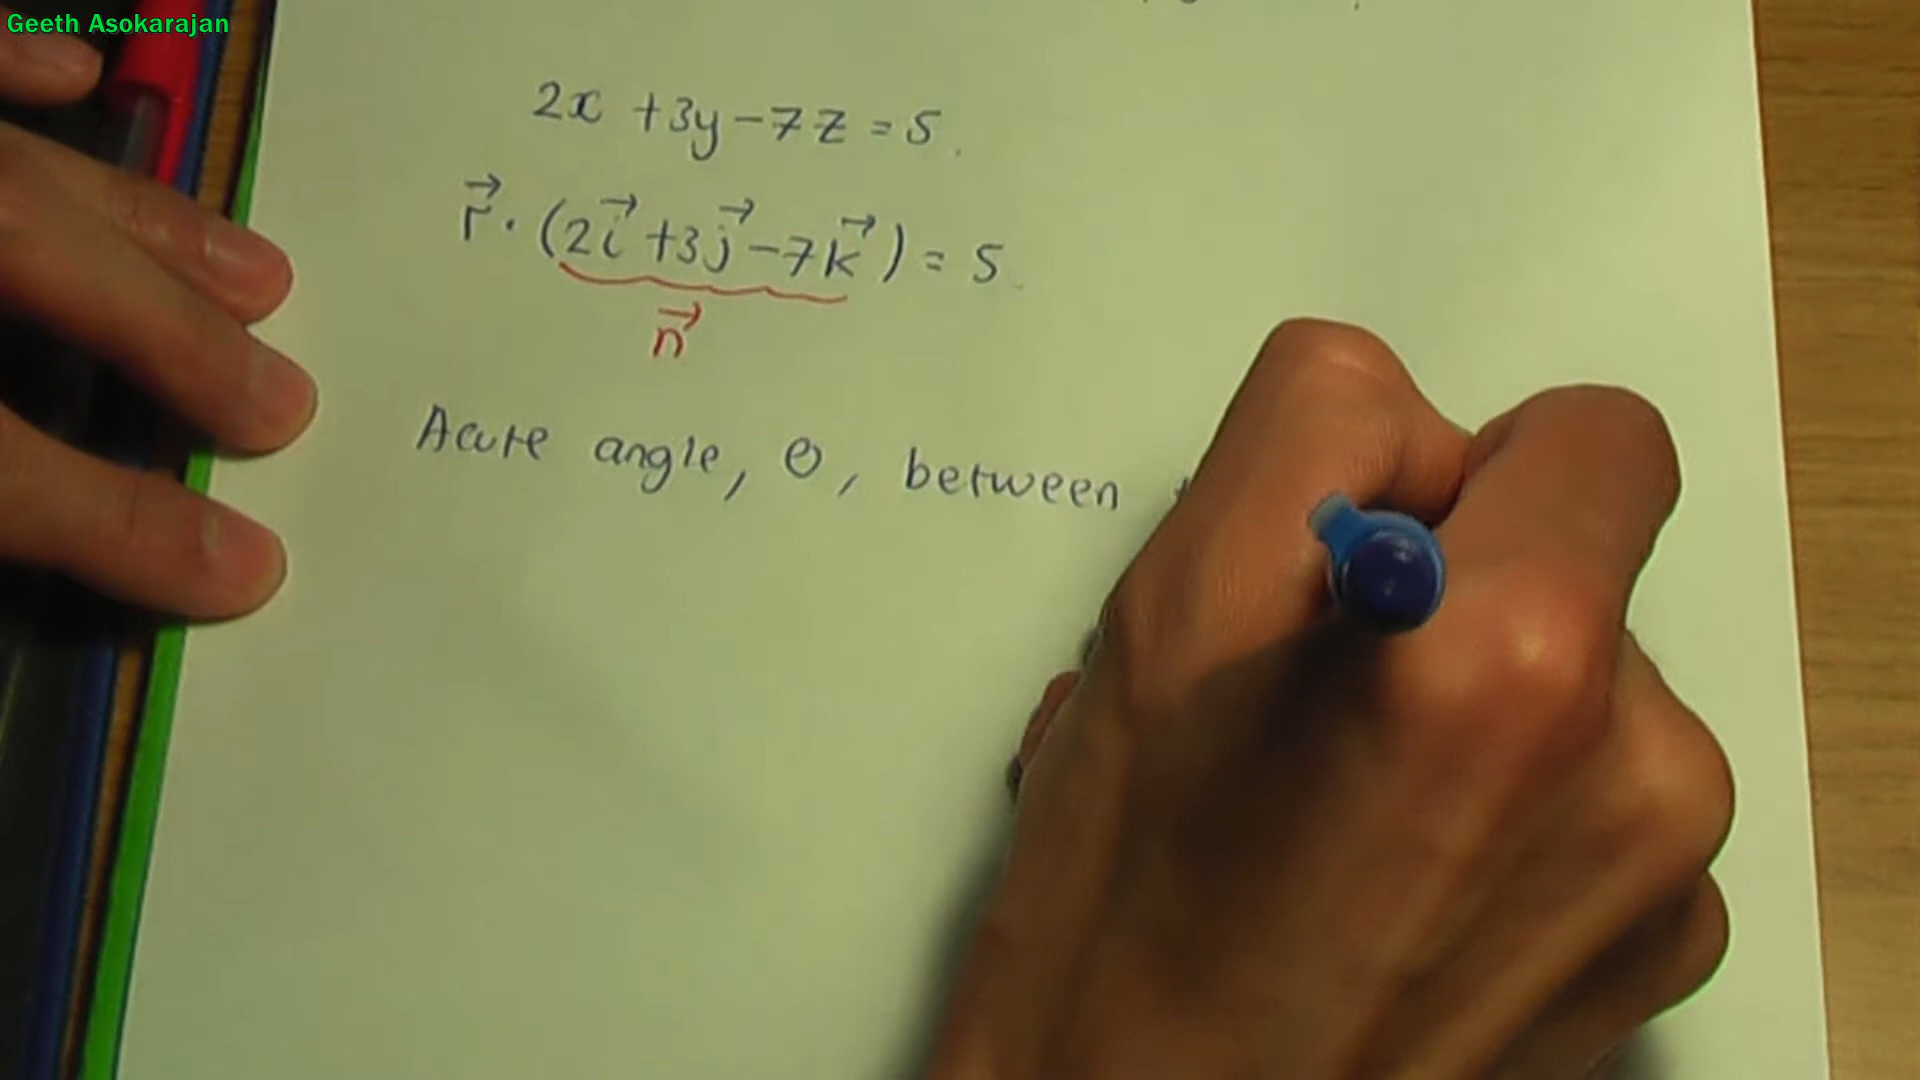 Geeth Asokarajan
2x + 3y - 7z = 5.
r⃗ · (2i⃗ + 3j⃗ - 7k⃗) = 5.
n⃗
Acute angle, θ, between